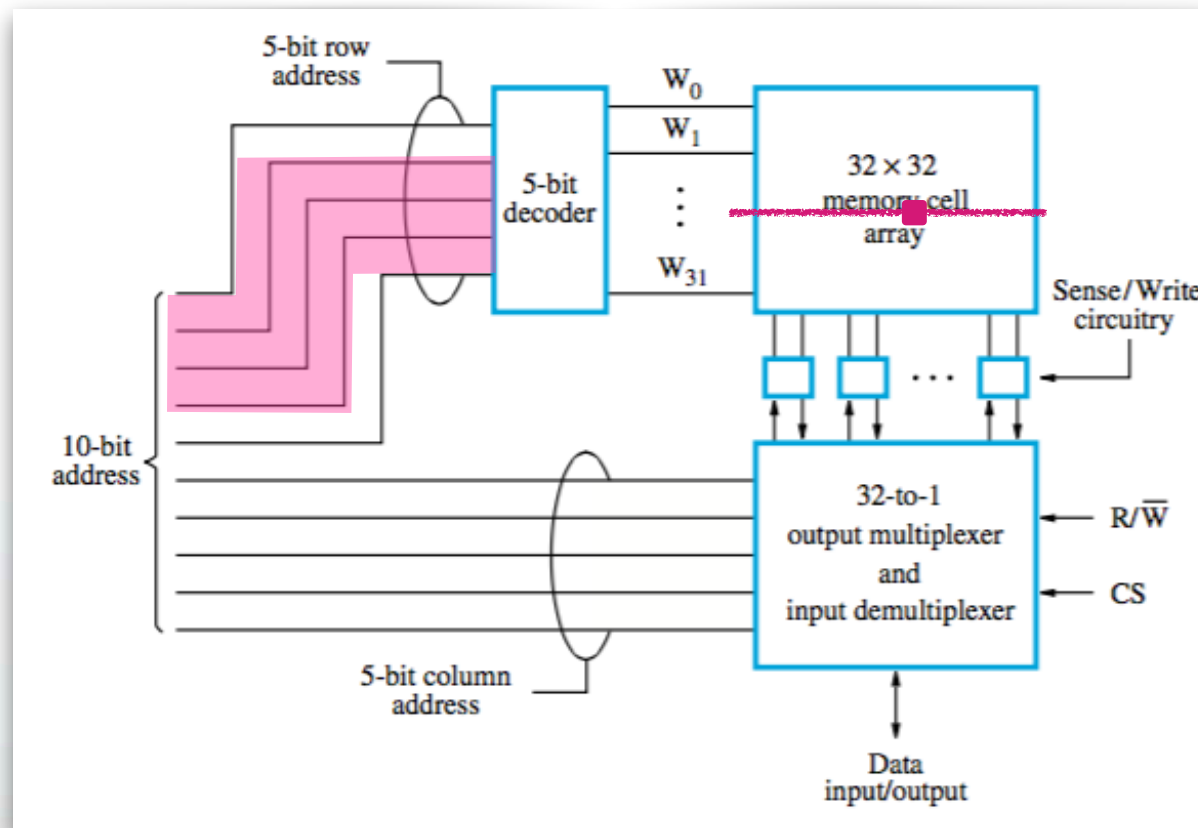 5-bit row
address
W₀
W₁
5-bit
decoder
⋮
W₃₁
32 × 32
memory cell
array
Sense/Write
circuitry
. . .
10-bit
address
32-to-1
output multiplexer
and
input demultiplexer
R/W̅
CS
5-bit column
address
Data
input/output